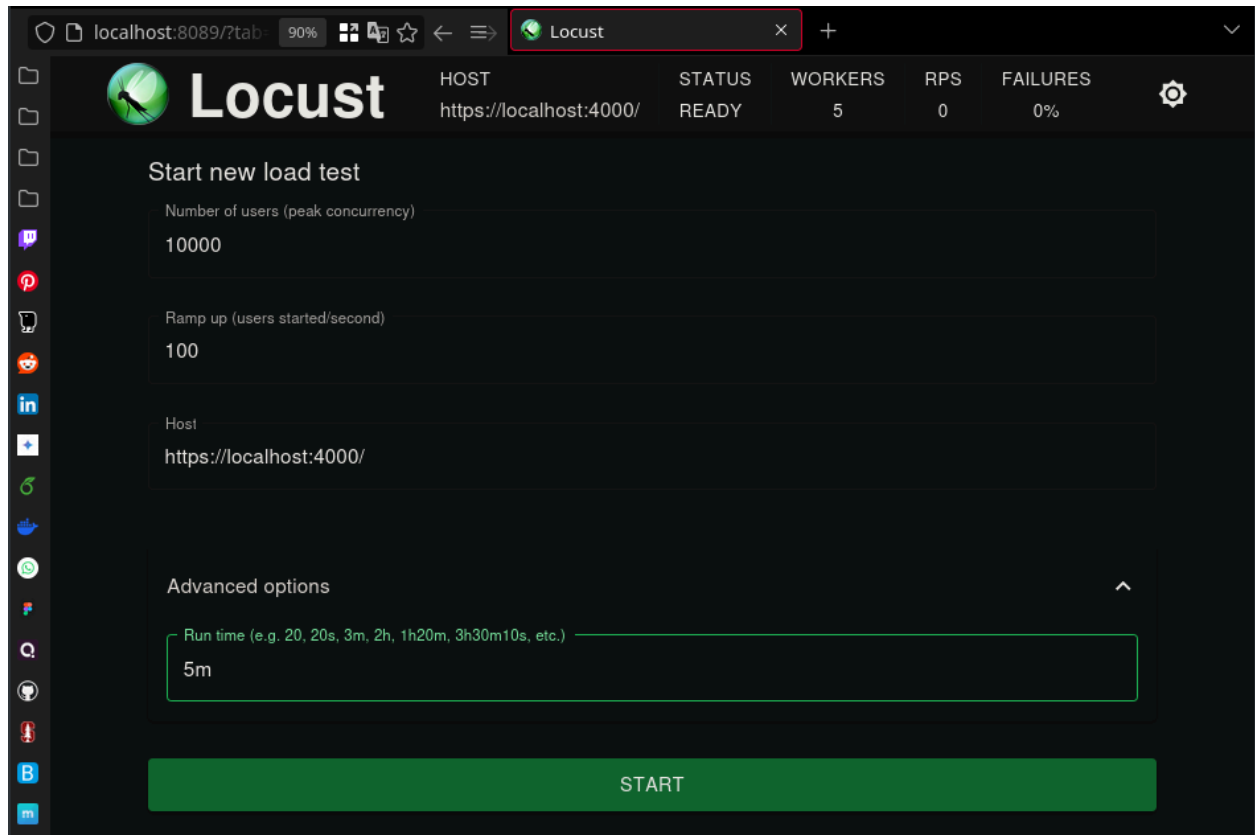 localhost:8089/?tab=
90%
Locust
Locust
HOST
https://localhost:4000/
STATUS
READY
WORKERS
5
RPS
0
FAILURES
0%
Start new load test
Number of users (peak concurrency)
10000
Ramp up (users started/second)
100
Host
https://localhost:4000/
Advanced options
Run time (e.g. 20, 20s, 3m, 2h, 1h20m, 3h30m10s, etc.)
5m
START
in
B
m